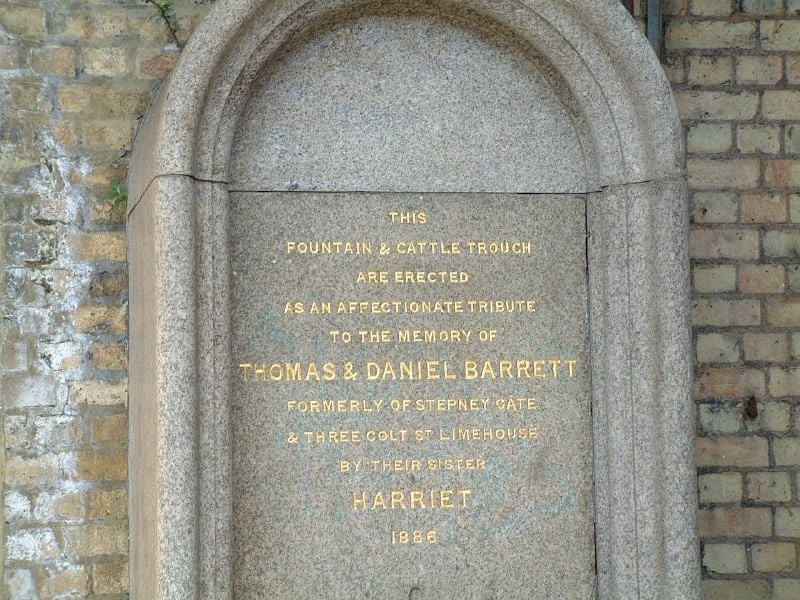 THIS
FOUNTAIN & CATTLE TROUCH
ARE ERECTED
AS AN AFFECTIONATE TRIBUTE
TO THE MEMORY OF
THOMAS & DANIEL BARRETT
FORMERLY OF STEPNEY GATE
& THREE COLT ST LIMEHOUSE
BY THEIR SISTER
HARRIET
1886